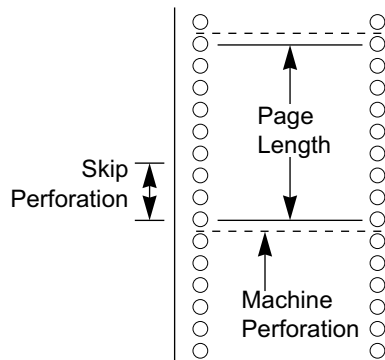 Page
Length
Skip
Perforation
Machine
Perforation